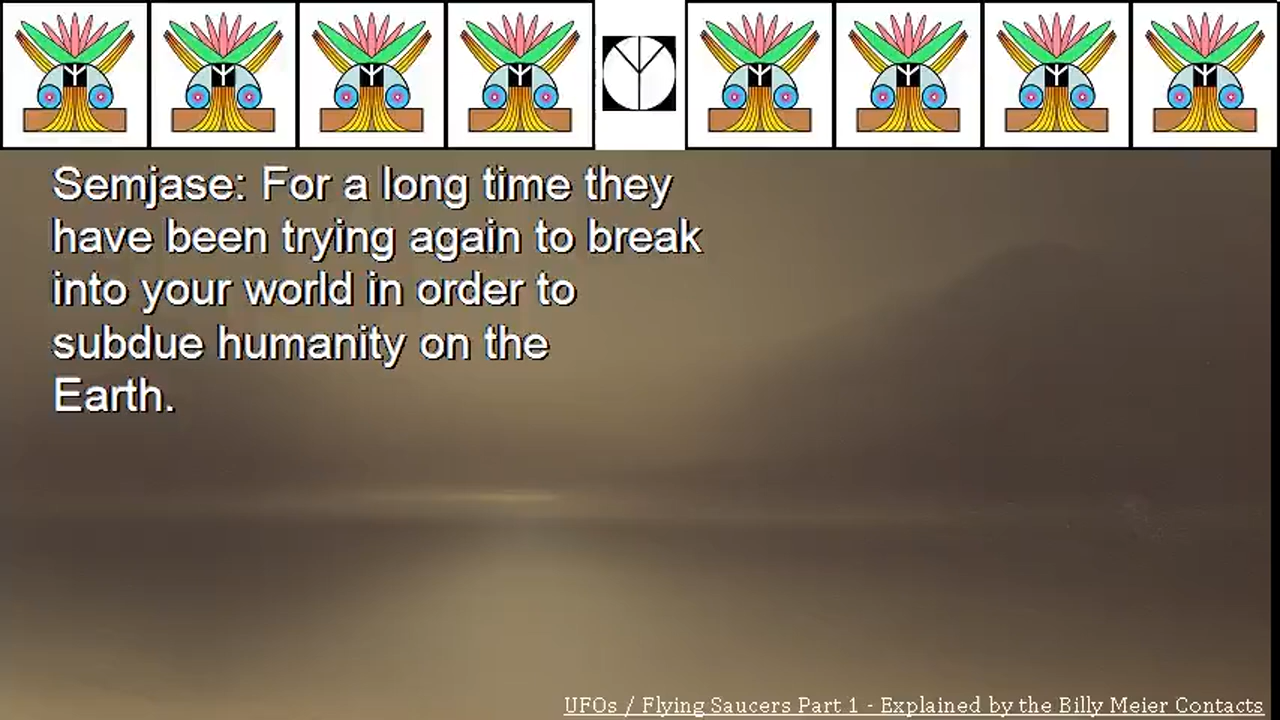 Semjase: For a long time they
have been trying again to break
into your world in order to
subdue humanity on the
Earth.
UFOs / Flying Saucers Part 1 - Explained by the Billy Meier Contacts